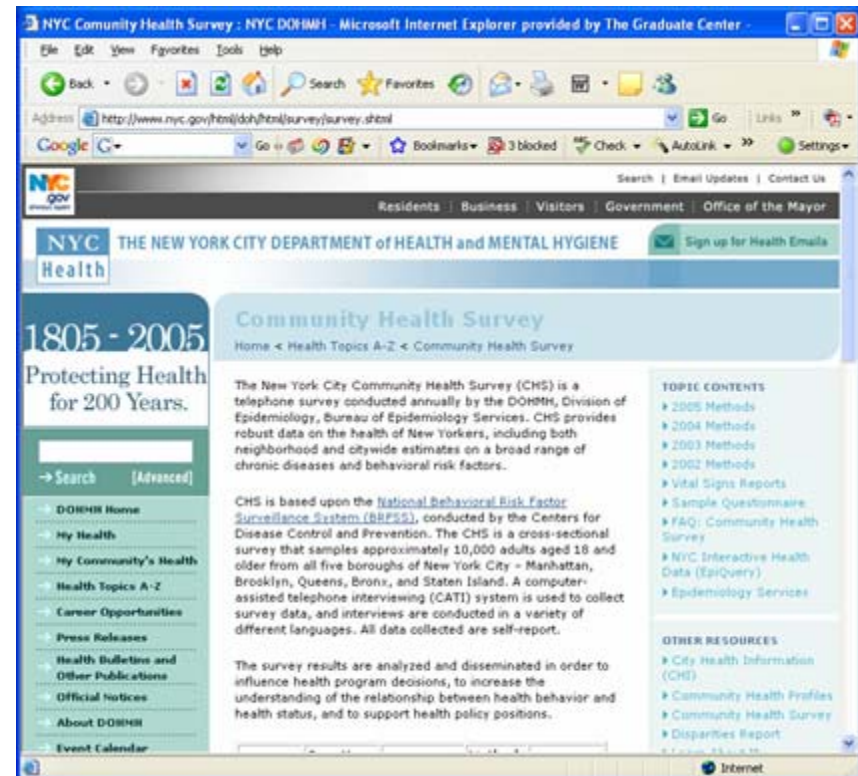 NYC Comunity Health Survey : NYC DOHMH - Microsoft Internet Explorer provided by The Graduate Center -
File Edit View Favorites Tools Help
Back Search Favorites
Address http://www.nyc.gov/html/doh/html/survey/survey.shtml Go Links »
Google G Go Bookmarks 3 blocked Check AutoLink » Settings
NYC
.gov
Search | Email Updates | Contact Us
Residents | Business | Visitors | Government | Office of the Mayor
NYC
Health
THE NEW YORK CITY DEPARTMENT of HEALTH and MENTAL HYGIENE
Sign up for Health Emails
1805 - 2005
Protecting Health
for 200 Years.
Search [Advanced]
DOHMH Home
My Health
My Community's Health
Health Topics A-Z
Career Opportunities
Press Releases
Health Bulletins and
Other Publications
Official Notices
About DOHMH
Event Calendar
Community Health Survey
Home < Health Topics A-Z < Community Health Survey
The New York City Community Health Survey (CHS) is a
telephone survey conducted annually by the DOHMH, Division of
Epidemiology, Bureau of Epidemiology Services. CHS provides
robust data on the health of New Yorkers, including both
neighborhood and citywide estimates on a broad range of
chronic diseases and behavioral risk factors.
CHS is based upon the National Behavioral Risk Factor
Surveillance System (BRFSS), conducted by the Centers for
Disease Control and Prevention. The CHS is a cross-sectional
survey that samples approximately 10,000 adults aged 18 and
older from all five boroughs of New York City - Manhattan,
Brooklyn, Queens, Bronx, and Staten Island. A computer-
assisted telephone interviewing (CATI) system is used to collect
survey data, and interviews are conducted in a variety of
different languages. All data collected are self-report.
The survey results are analyzed and disseminated in order to
influence health program decisions, to increase the
understanding of the relationship between health behavior and
health status, and to support health policy positions.
TOPIC CONTENTS
2005 Methods
2004 Methods
2003 Methods
2002 Methods
Vital Signs Reports
Sample Questionnaire
FAQ: Community Health
Survey
NYC Interactive Health
Data (EpiQuery)
Epidemiology Services
OTHER RESOURCES
City Health Information
(CHI)
Community Health Profiles
Community Health Survey
Disparities Report
Internet